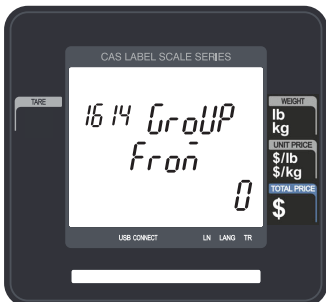 CAS LABEL SCALE SERIES
TARE
1614 GroUP
From
0
WEIGHT
lb
kg
UNIT PRICE
$/lb
$/kg
TOTAL PRICE
$
USB CONNECT LN LANG TR